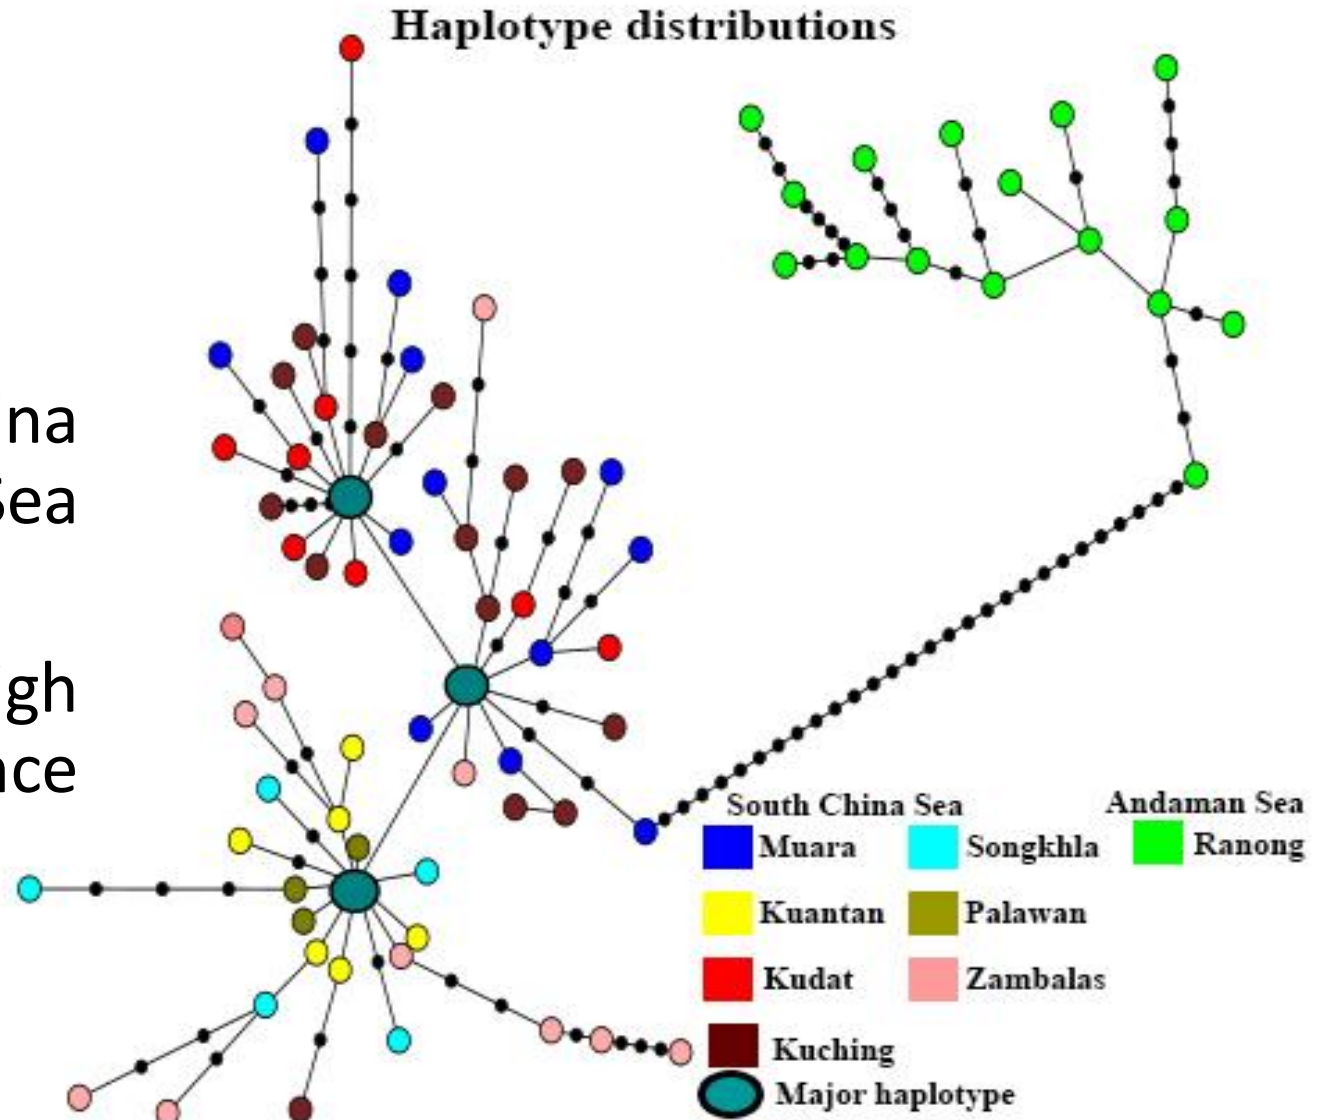 Haplotype distributions
na
Sea
igh
nce
South China Sea
Andaman Sea
Muara
Songkhla
Ranong
Kuantan
Palawan
Kudat
Zambalas
Kuching
Major haplotype